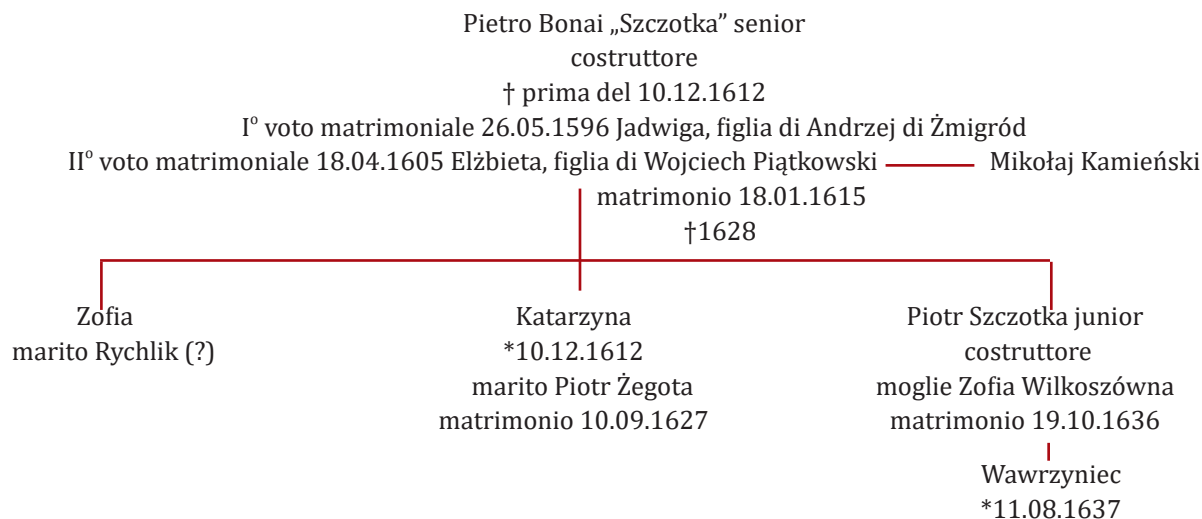 Pietro Bonai „Szczotka” senior
costruttore
† prima del 10.12.1612
Iº voto matrimoniale 26.05.1596 Jadwiga, figlia di Andrzej di Żmigród
IIº voto matrimoniale 18.04.1605 Elżbieta, figlia di Wojciech Piątkowski
Mikołaj Kamieński
matrimonio 18.01.1615
†1628
Zofia
marito Rychlik (?)
Katarzyna
*10.12.1612
marito Piotr Żegota
matrimonio 10.09.1627
Piotr Szczotka junior
costruttore
moglie Zofia Wilkoszówna
matrimonio 19.10.1636
Wawrzyniec
*11.08.1637